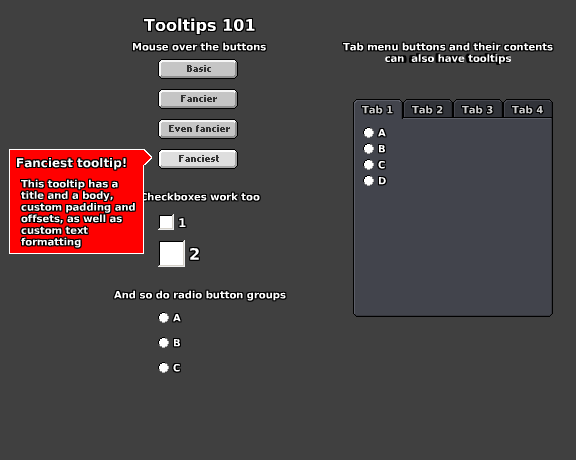 Tooltips 101
Mouse over the buttons
Basic
Fancier
Even fancier
Fanciest
Fanciest tooltip!
This tooltip has a
title and a body,
custom padding and
offsets, as well as
custom text
formatting
Checkboxes work too
1
2
And so do radio button groups
A
B
C
Tab menu buttons and their contents
can also have tooltips
Tab 1 Tab 2 Tab 3 Tab 4
A
B
C
D